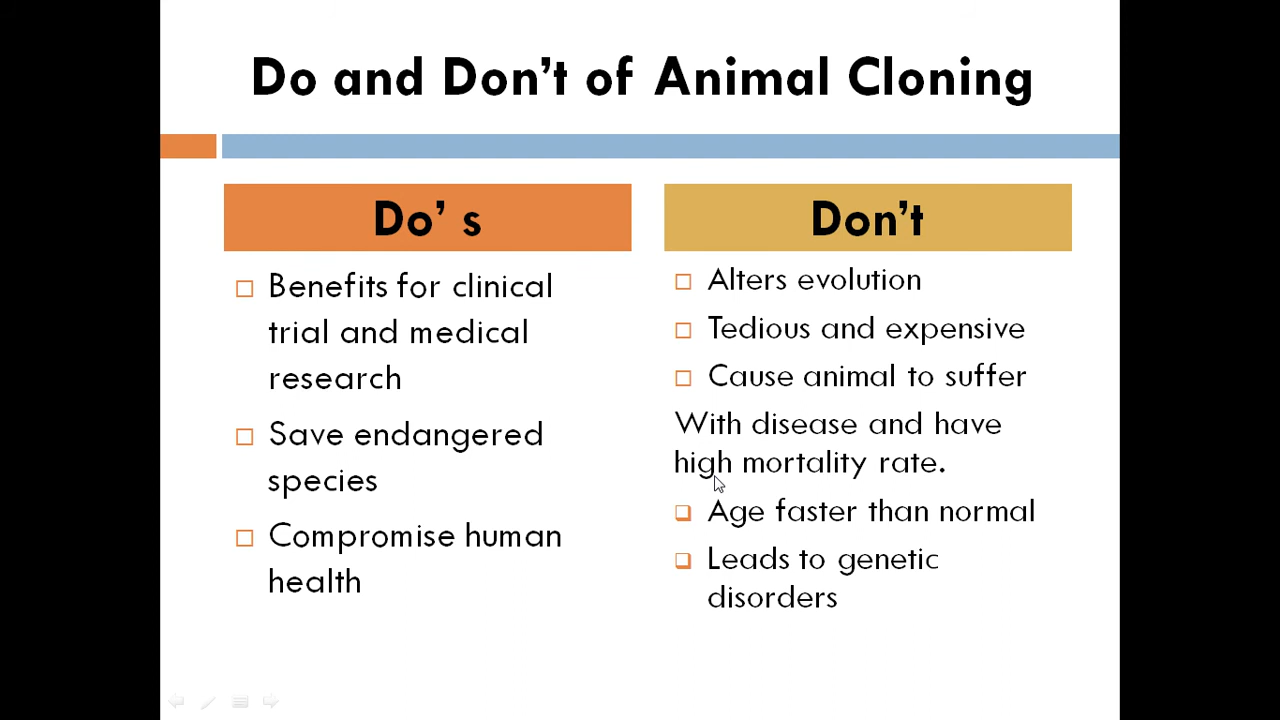 Do and Don't of Animal Cloning
Do' s
Benefits for clinical
trial and medical
research
Save endangered
species
Compromise human
health
Don't
Alters evolution
Tedious and expensive
Cause animal to suffer
With disease and have
high mortality rate.
Age faster than normal
Leads to genetic
disorders